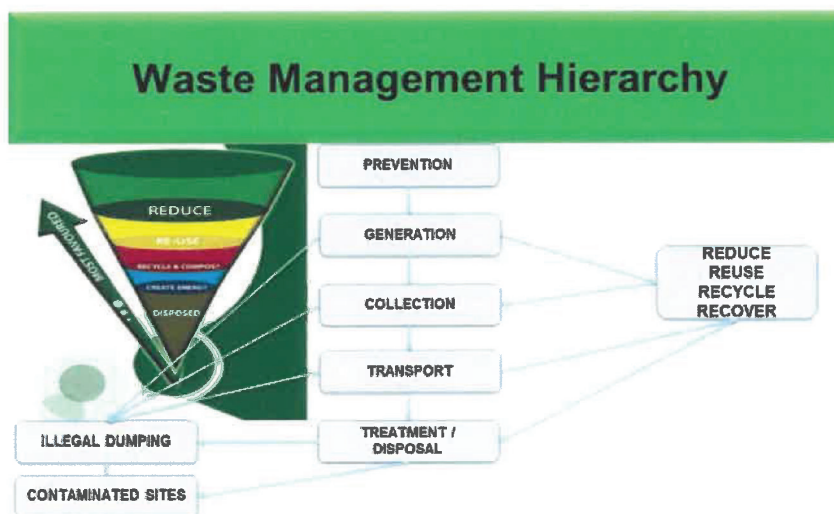 Waste Management Hierarchy
REDUCE
RE-USE
RECYCLE & COMPOST
CREATE ENERGY
DISPOSED
MOST FAVOURED
PREVENTION
GENERATION
COLLECTION
TRANSPORT
TREATMENT /
DISPOSAL
REDUCE
REUSE
RECYCLE
RECOVER
ILLEGAL DUMPING
CONTAMINATED SITES